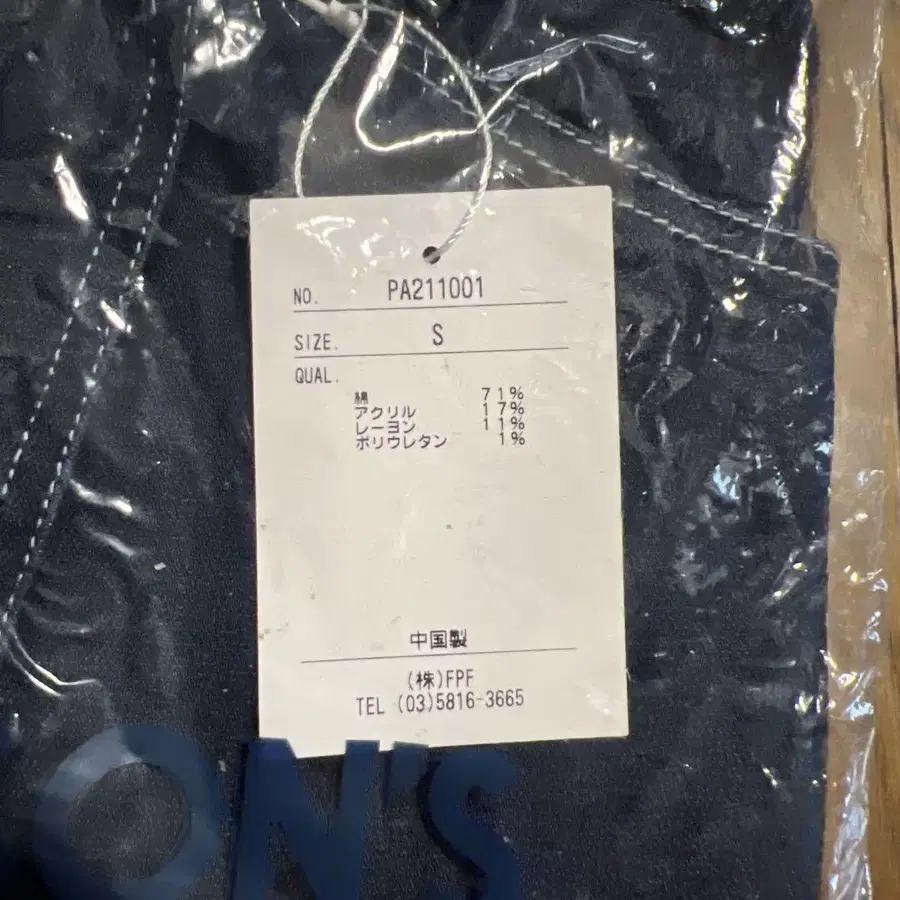 NO. PA211001
SIZE. S
QUAL.
綿 71%
アクリル 17%
レーヨン 11%
ポリウレタン 1%
中国製
(株)FPF
TEL (03)5816-3665
ON'S